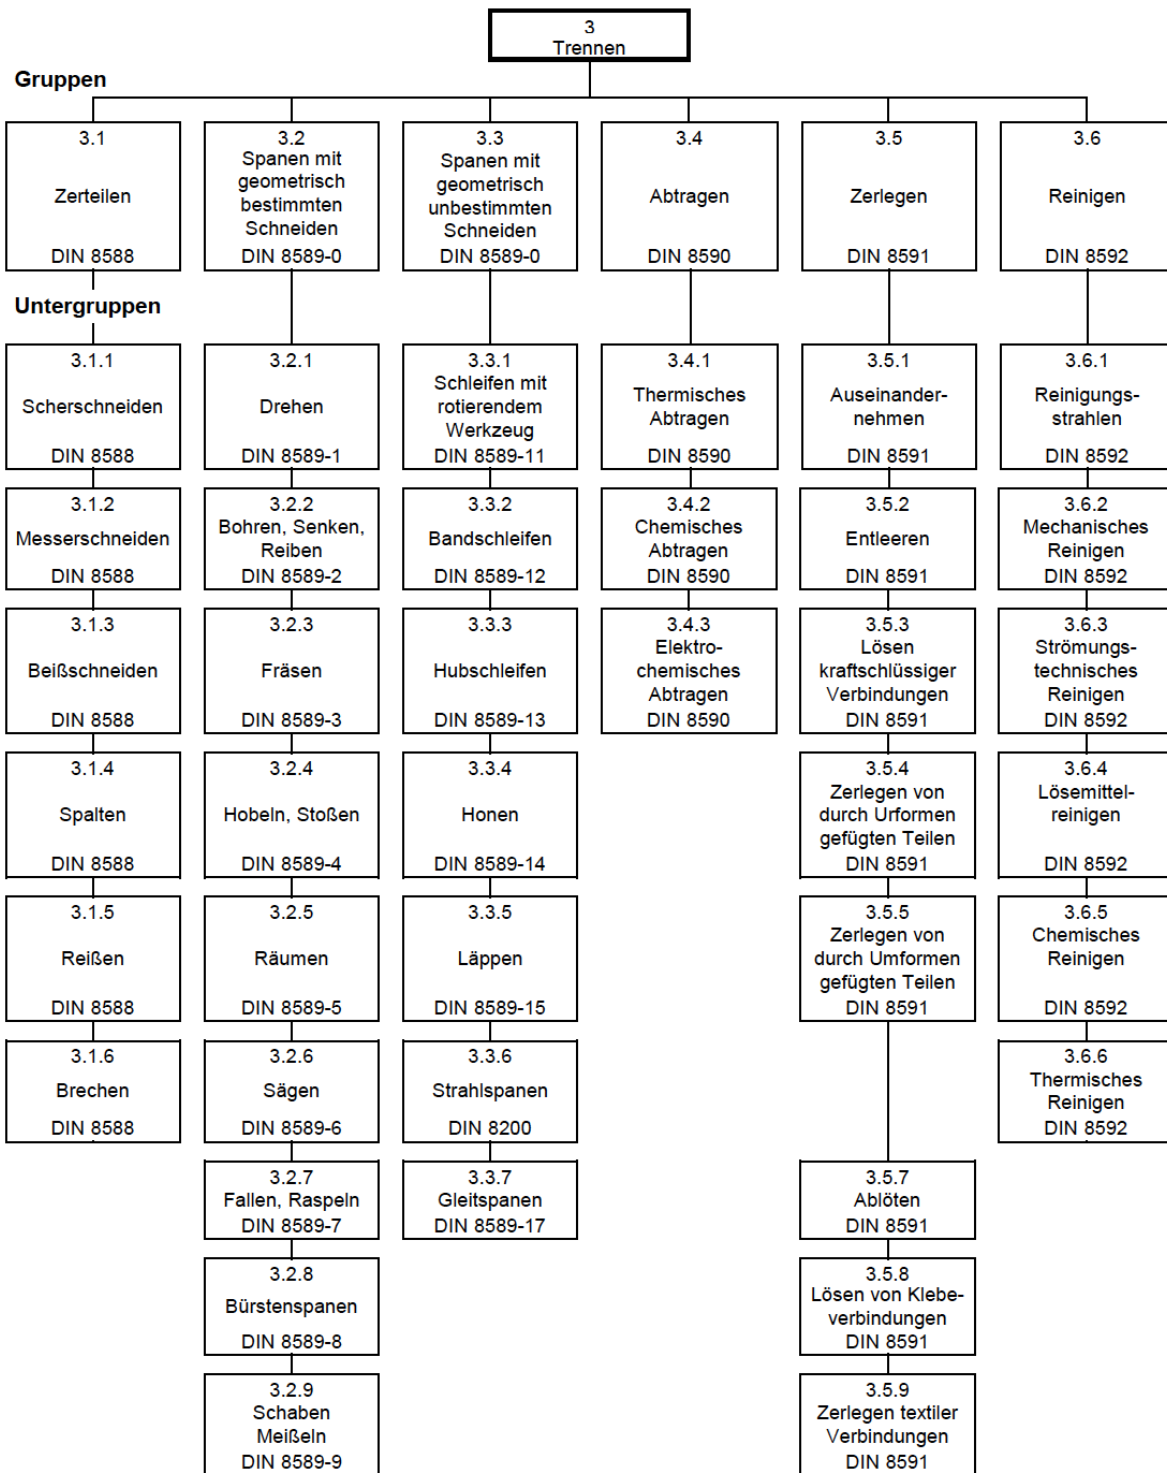 3
Trennen
Gruppen
3.1
Zerteilen
DIN 8588
3.2
Spanen mit
geometrisch
bestimmten
Schneiden
DIN 8589-0
3.3
Spanen mit
geometrisch
unbestimmten
Schneiden
DIN 8589-0
3.4
Abtragen
DIN 8590
3.5
Zerlegen
DIN 8591
3.6
Reinigen
DIN 8592
Untergruppen
3.1.1
Scherschneiden
DIN 8588
3.2.1
Drehen
DIN 8589-1
3.3.1
Schleifen mit
rotierendem
Werkzeug
DIN 8589-11
3.4.1
Thermisches
Abtragen
DIN 8590
3.5.1
Auseinander-
nehmen
DIN 8591
3.6.1
Reinigungs-
strahlen
DIN 8592
3.1.2
Messerschneiden
DIN 8588
3.2.2
Bohren, Senken,
Reiben
DIN 8589-2
3.3.2
Bandschleifen
DIN 8589-12
3.4.2
Chemisches
Abtragen
DIN 8590
3.5.2
Entleeren
DIN 8591
3.6.2
Mechanisches
Reinigen
DIN 8592
3.1.3
Beißschneiden
DIN 8588
3.2.3
Fräsen
DIN 8589-3
3.3.3
Hubschleifen
DIN 8589-13
3.4.3
Elektro-
chemisches
Abtragen
DIN 8590
3.5.3
Lösen
kraftschlüssiger
Verbindungen
DIN 8591
3.6.3
Strömungs-
technisches
Reinigen
DIN 8592
3.1.4
Spalten
DIN 8588
3.2.4
Hobeln, Stoßen
DIN 8589-4
3.3.4
Honen
DIN 8589-14
3.5.4
Zerlegen von
durch Urformen
gefügten Teilen
DIN 8591
3.6.4
Lösemittel-
reinigen
DIN 8592
3.1.5
Reißen
DIN 8588
3.2.5
Räumen
DIN 8589-5
3.3.5
Läppen
DIN 8589-15
3.5.5
Zerlegen von
durch Umformen
gefügten Teilen
DIN 8591
3.6.5
Chemisches
Reinigen
DIN 8592
3.1.6
Brechen
DIN 8588
3.2.6
Sägen
DIN 8589-6
3.3.6
Strahlspanen
DIN 8200
3.6.6
Thermisches
Reinigen
DIN 8592
3.2.7
Fallen, Raspeln
DIN 8589-7
3.3.7
Gleitspanen
DIN 8589-17
3.5.7
Ablöten
DIN 8591
3.2.8
Bürstenspanen
DIN 8589-8
3.5.8
Lösen von Klebe-
verbindungen
DIN 8591
3.2.9
Schaben
Meißeln
DIN 8589-9
3.5.9
Zerlegen textiler
Verbindungen
DIN 8591